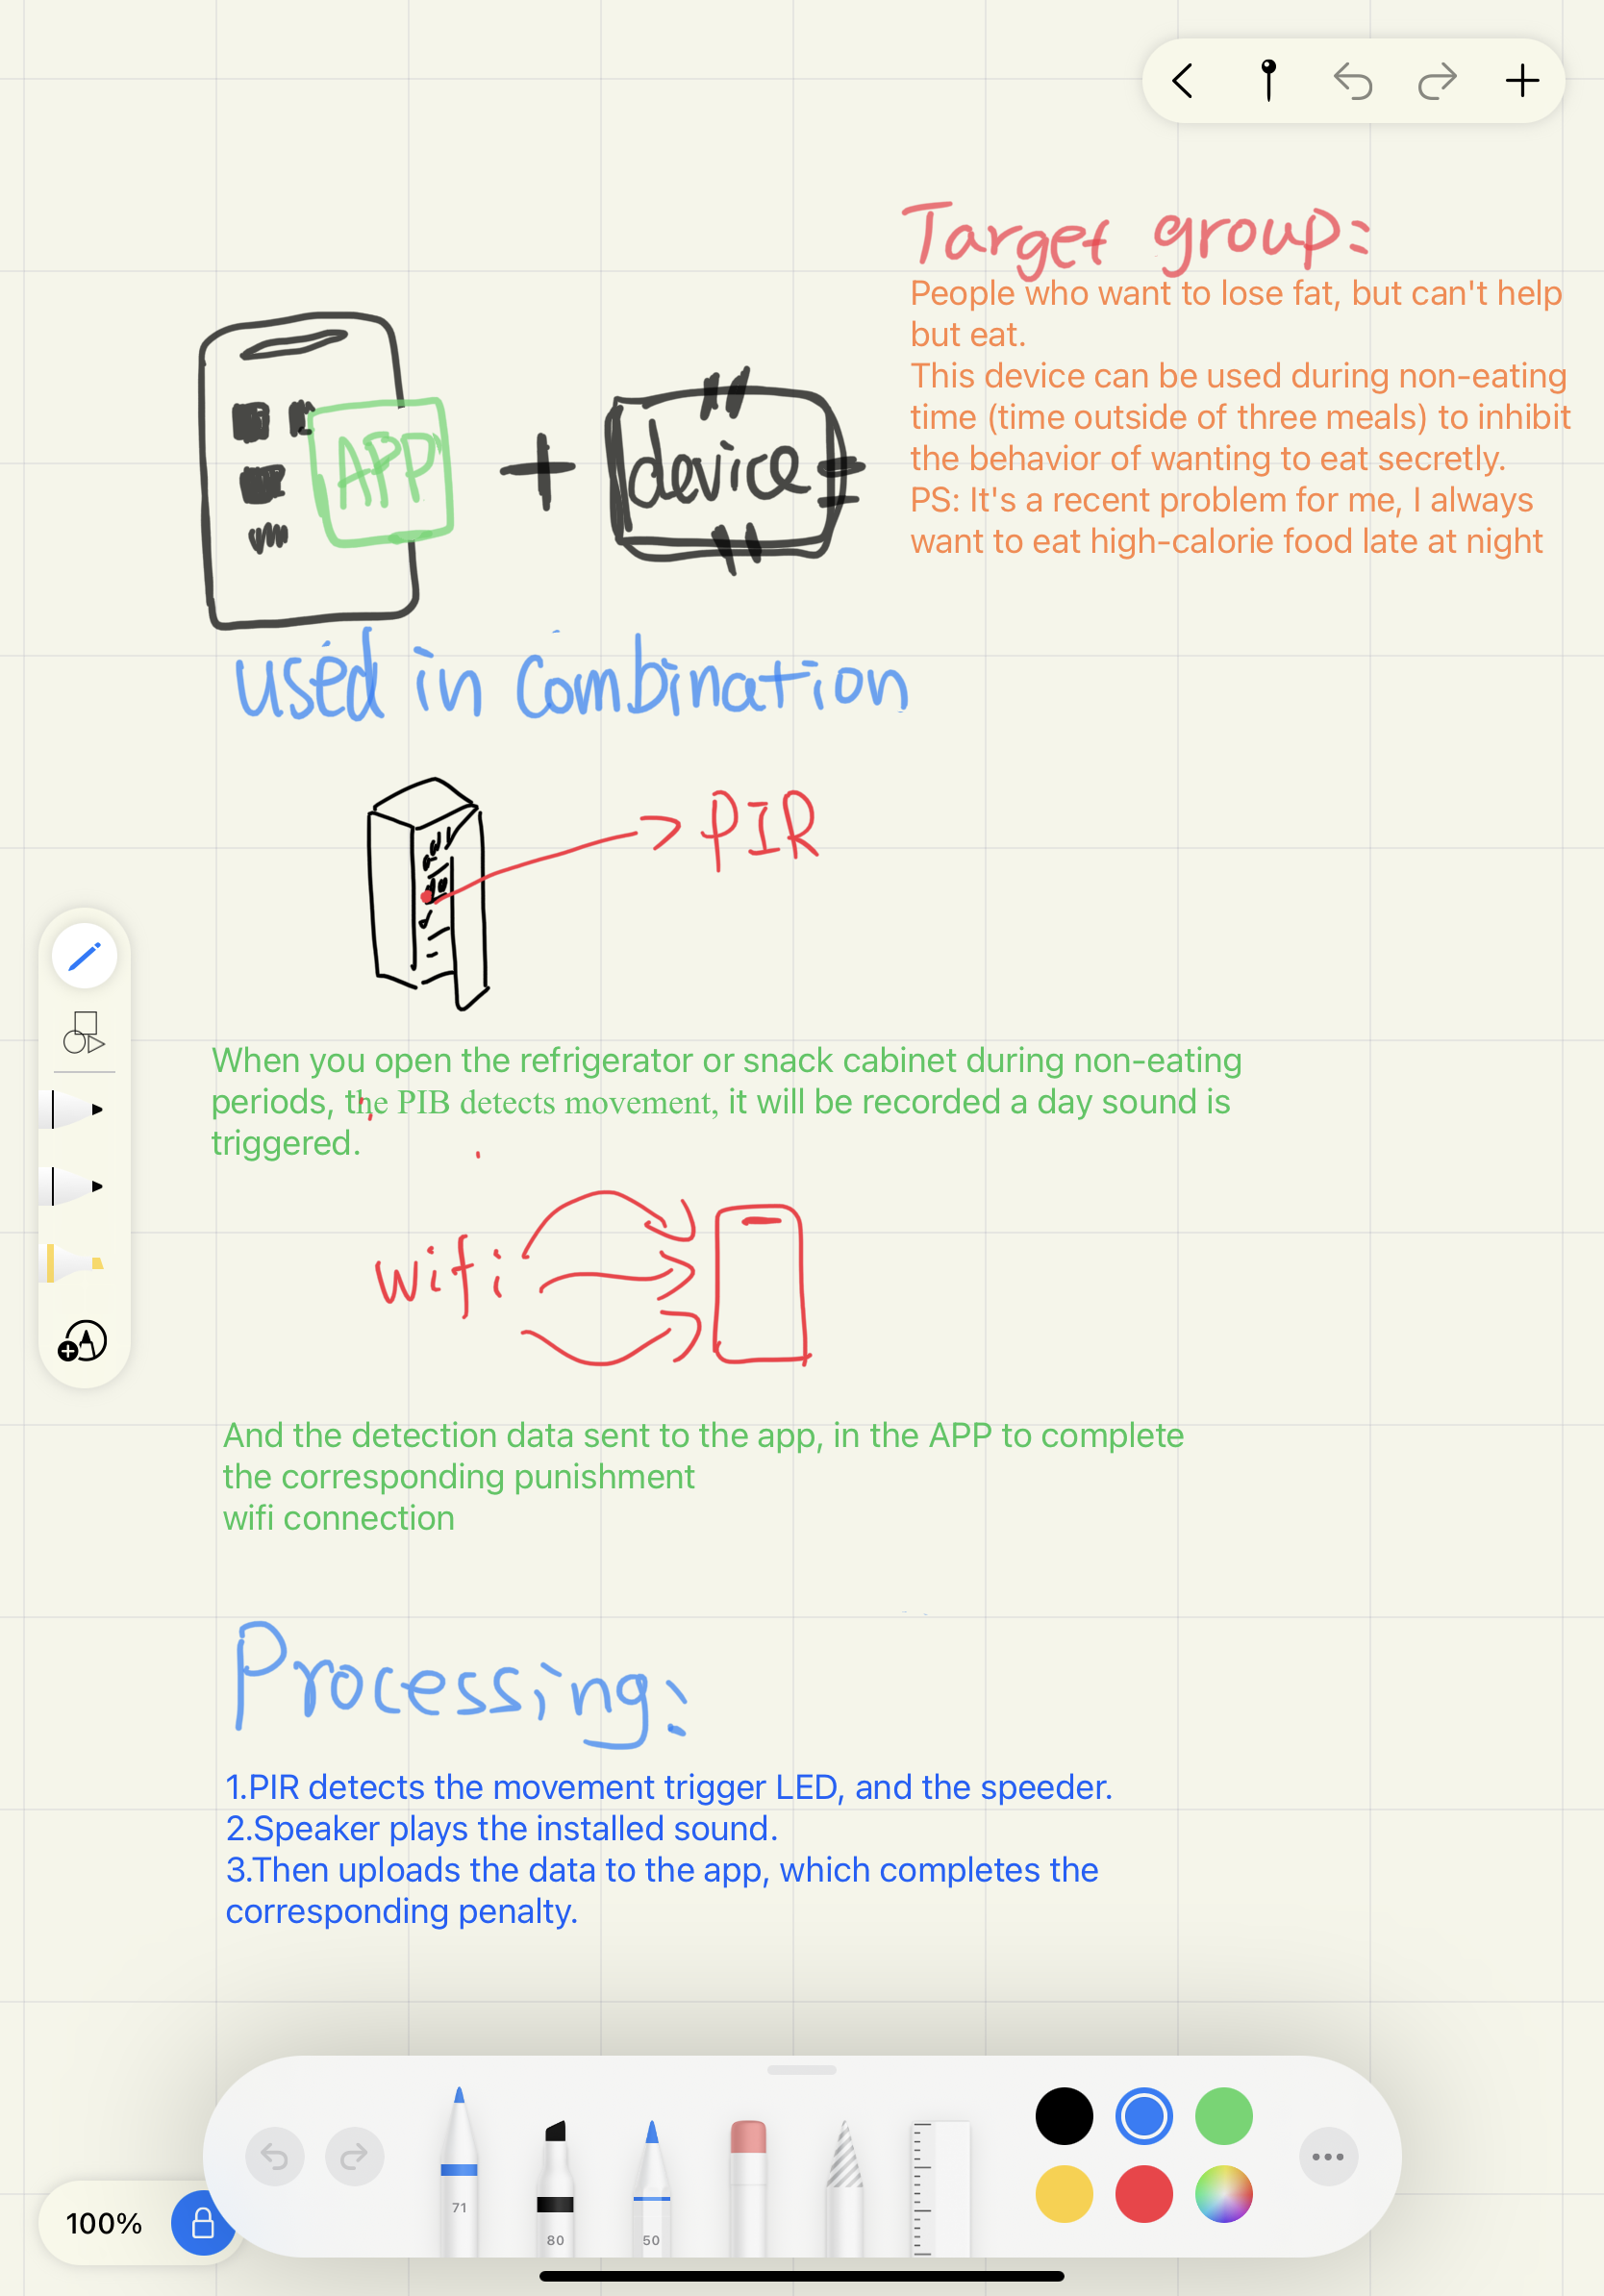 Target group:
People who want to lose fat, but can't help
but eat.
This device can be used during non-eating
time (time outside of three meals) to inhibit
the behavior of wanting to eat secretly.
PS: It's a recent problem for me, I always
want to eat high-calorie food late at night
APP + device =
used in combination
PIR
When you open the refrigerator or snack cabinet during non-eating
periods, the PIB detects movement, it will be recorded a day sound is
triggered.
wifi
And the detection data sent to the app, in the APP to complete
the corresponding punishment
wifi connection
Processing:
1.PIR detects the movement trigger LED, and the speeder.
2.Speaker plays the installed sound.
3.Then uploads the data to the app, which completes the
corresponding penalty.
71
80
50
100%